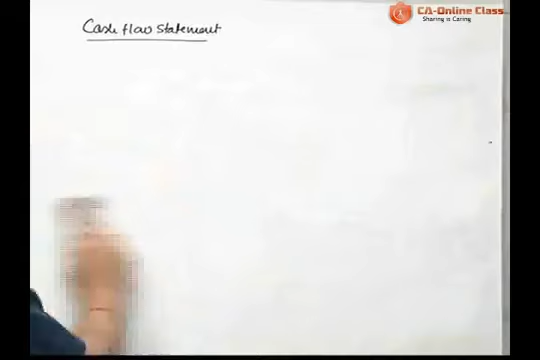 Cash flow Statement
CA-Online Class
Sharing is Caring